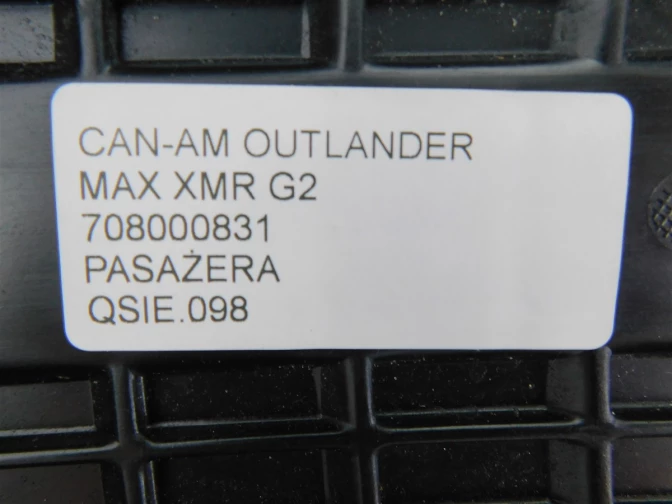 CAN-AM OUTLANDER
MAX XMR G2
708000831
PASAŻERA
QSIE.098